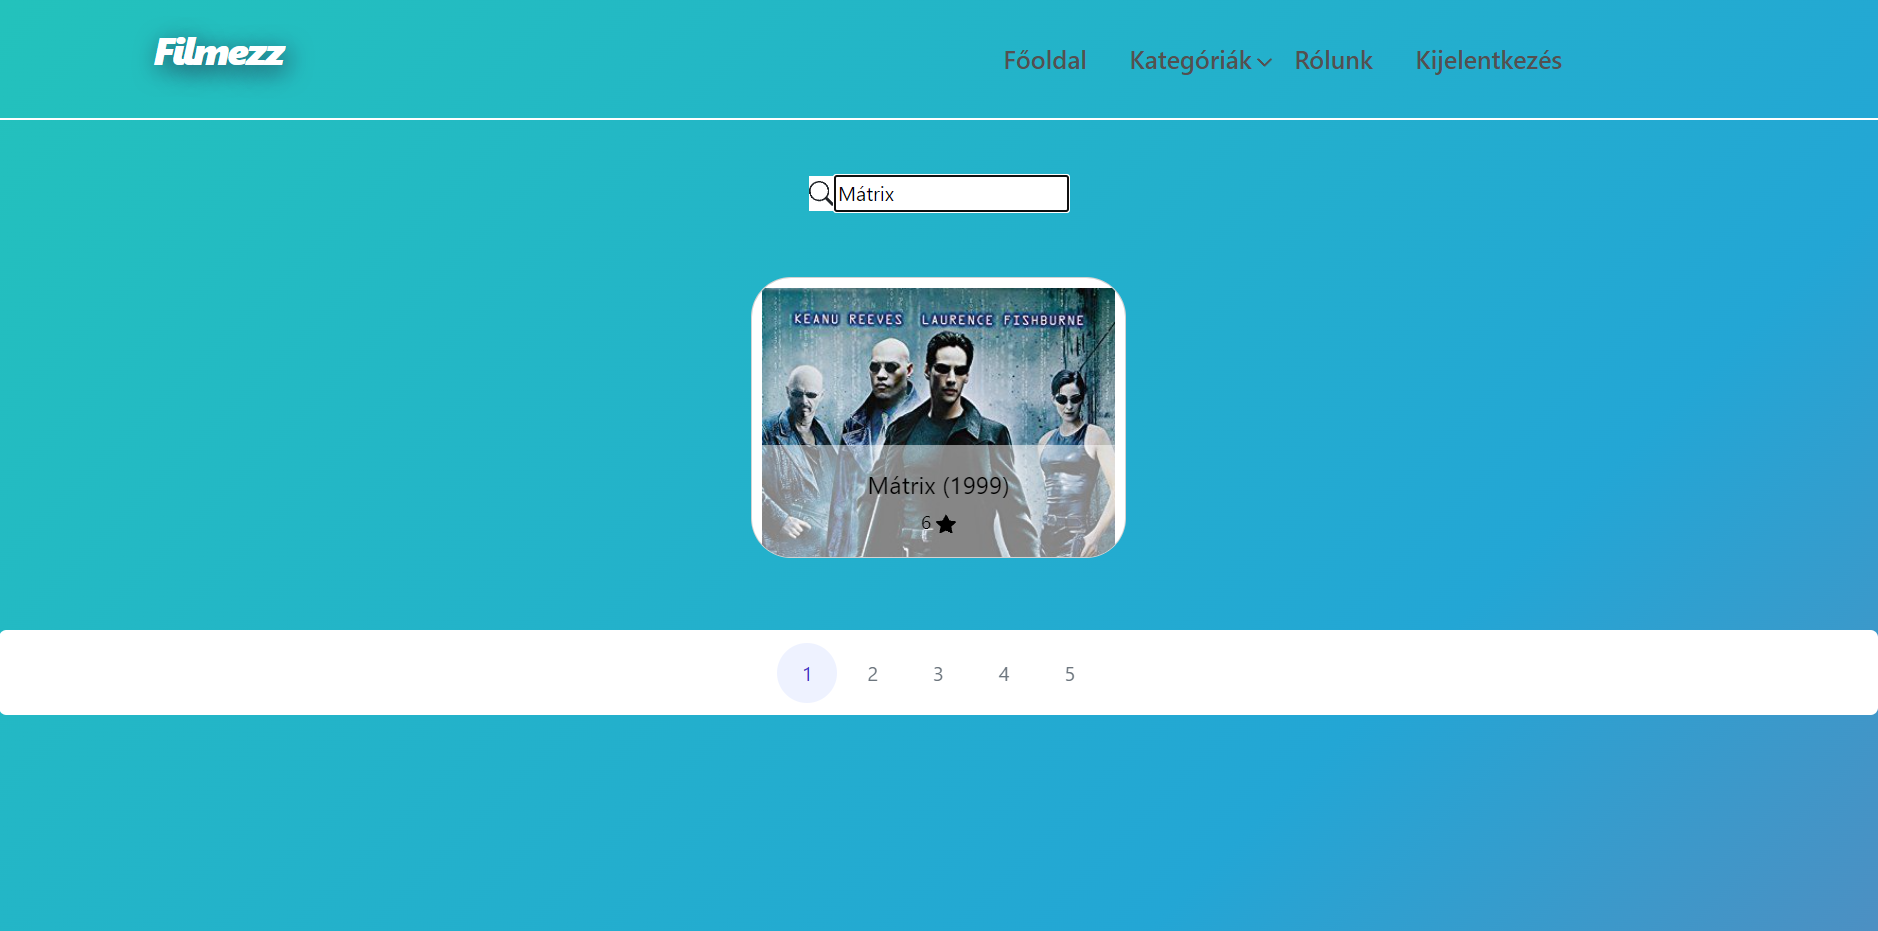 Filmezz
Főoldal Kategóriák Rólunk Kijelentkezés
Mátrix
KEANU REEVES LAURENCE FISHBURNE
Mátrix (1999)
6
1 2 3 4 5